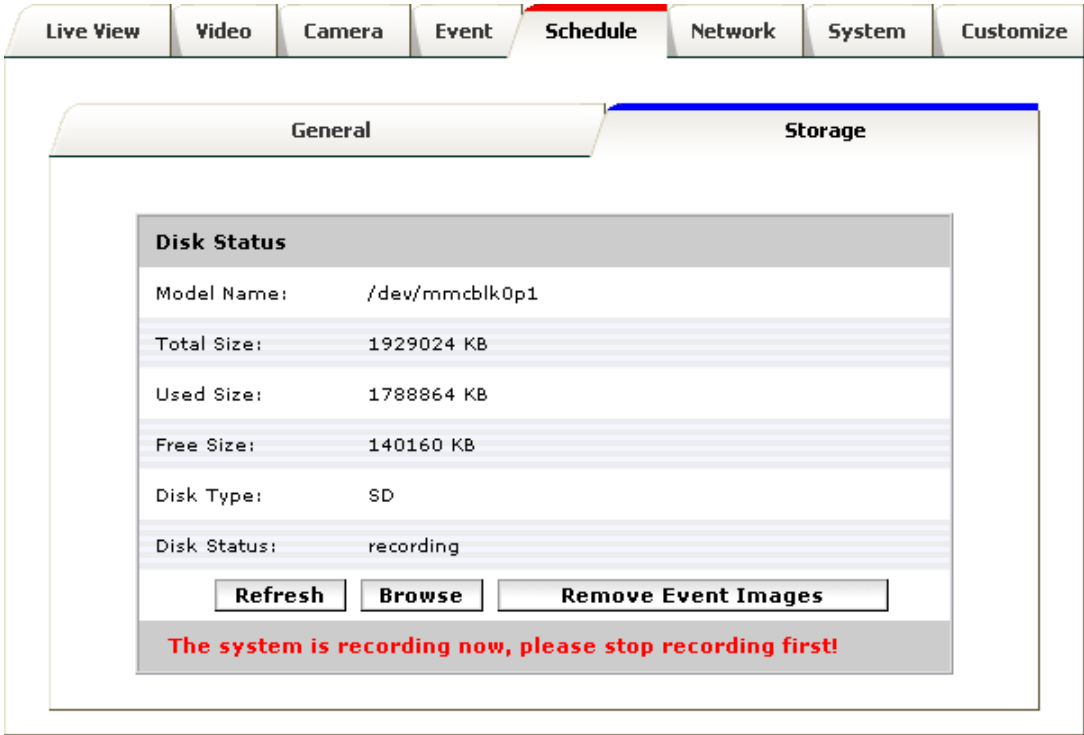 Live View Video Camera Event Schedule Network System Customize
General Storage
Disk Status
Model Name: /dev/mmcblk0p1
Total Size: 1929024 KB
Used Size: 1788864 KB
Free Size: 140160 KB
Disk Type: SD
Disk Status: recording
Refresh Browse Remove Event Images
The system is recording now, please stop recording first!